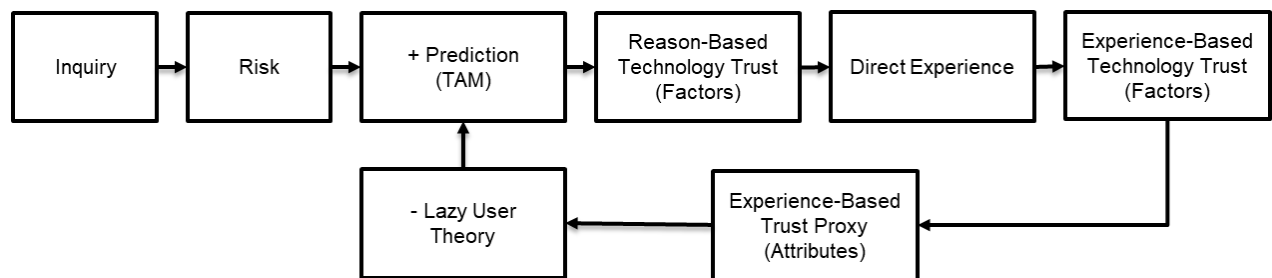 Inquiry
Risk
+ Prediction
(TAM)
Reason-Based
Technology Trust
(Factors)
Direct Experience
Experience-Based
Technology Trust
(Factors)
- Lazy User
Theory
Experience-Based
Trust Proxy
(Attributes)